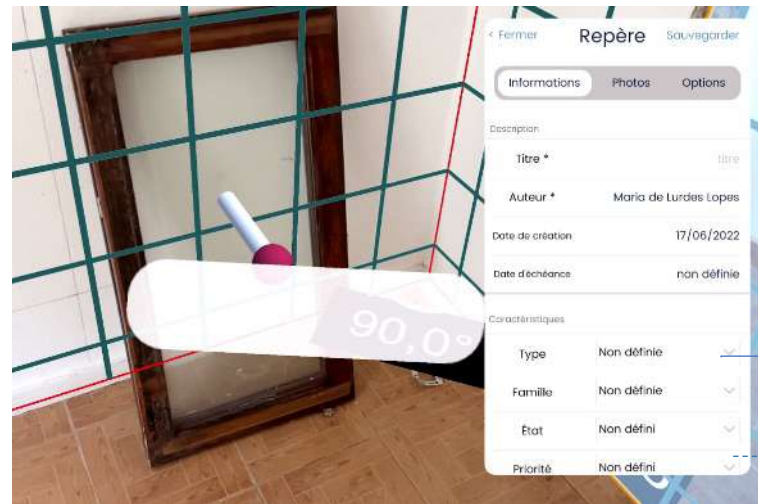 < Fermer Repère Sauvegarder
Informations Photos Options
Description
Titre * titre
Auteur * Maria de Lurdes Lopes
Date de création 17/06/2022
Date d'échéance non définie
Caractéristiques
Type Non définie
Famille Non définie
État Non défini
Priorité Non défini
90,0°